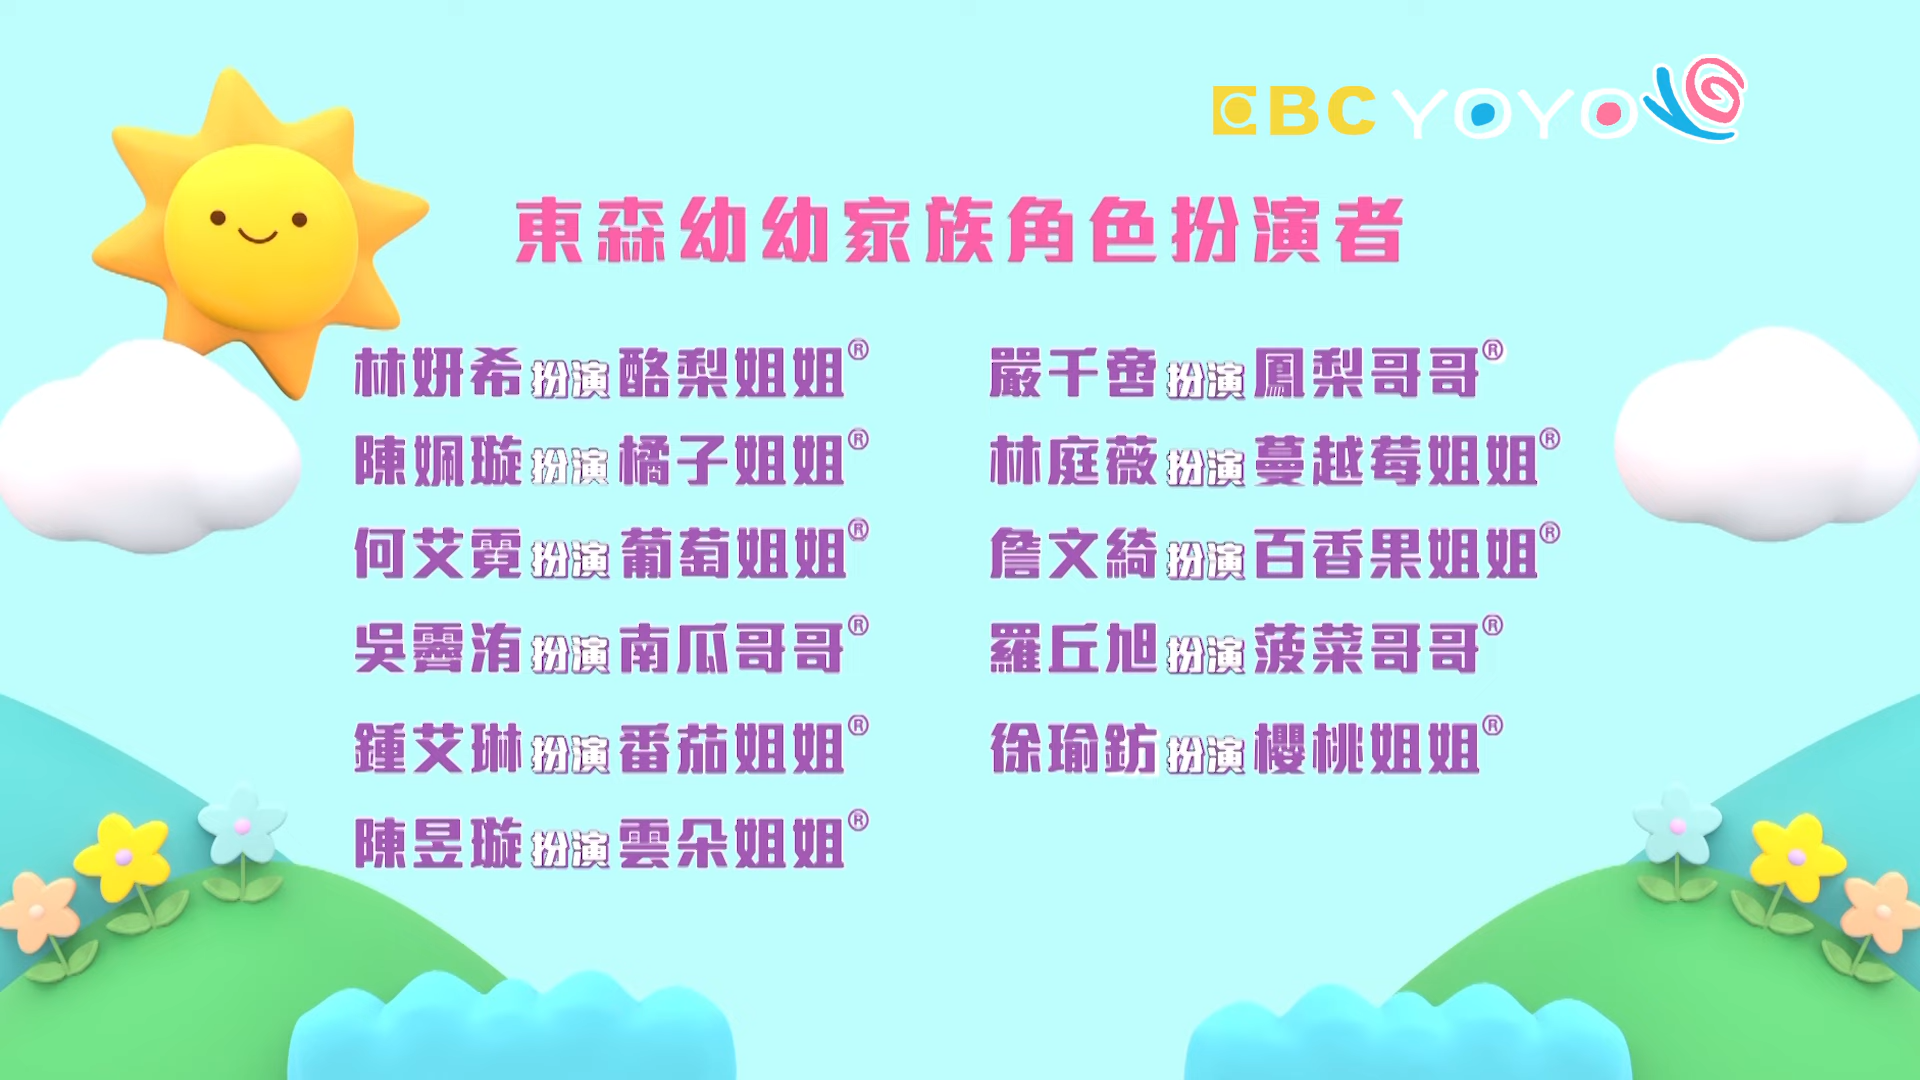 EBC YOYO
東森幼幼家族角色扮演者
林妍希扮演酪梨姐姐®
陳姵璇扮演橘子姐姐®
何艾霓扮演葡萄姐姐®
吳霽洧扮演南瓜哥哥®
鍾艾琳扮演番茄姐姐®
陳昱璇扮演雲朵姐姐®
嚴千扮演鳳梨哥哥®
林庭薇扮演蔓越莓姐姐®
詹文綺扮演百香果姐姐®
羅丘旭扮演菠菜哥哥®
徐瑜鈁扮演櫻桃姐姐®